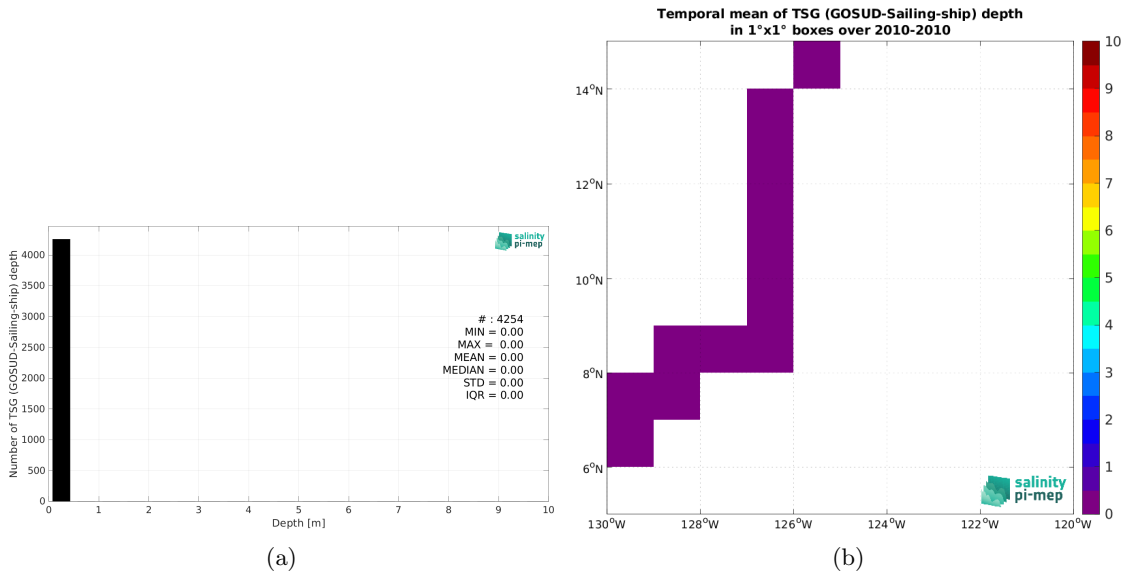 4000
3500
3000
2500
2000
1500
1000
500
0
Number of TSG (GOSUD-Sailing-ship) depth
salinity
pi-mep
# : 4254
MIN = 0.00
MAX = 0.00
MEAN = 0.00
MEDIAN = 0.00
STD = 0.00
IQR = 0.00
0 1 2 3 4 5 6 7 8 9 10
Depth [m]
(a)
Temporal mean of TSG (GOSUD-Sailing-ship) depth
in 1°x1° boxes over 2010-2010
14°N
12°N
10°N
8°N
6°N
130°W 128°W 126°W 124°W 122°W 120°W
salinity
pi-mep
10
9
8
7
6
5
4
3
2
1
0
(b)